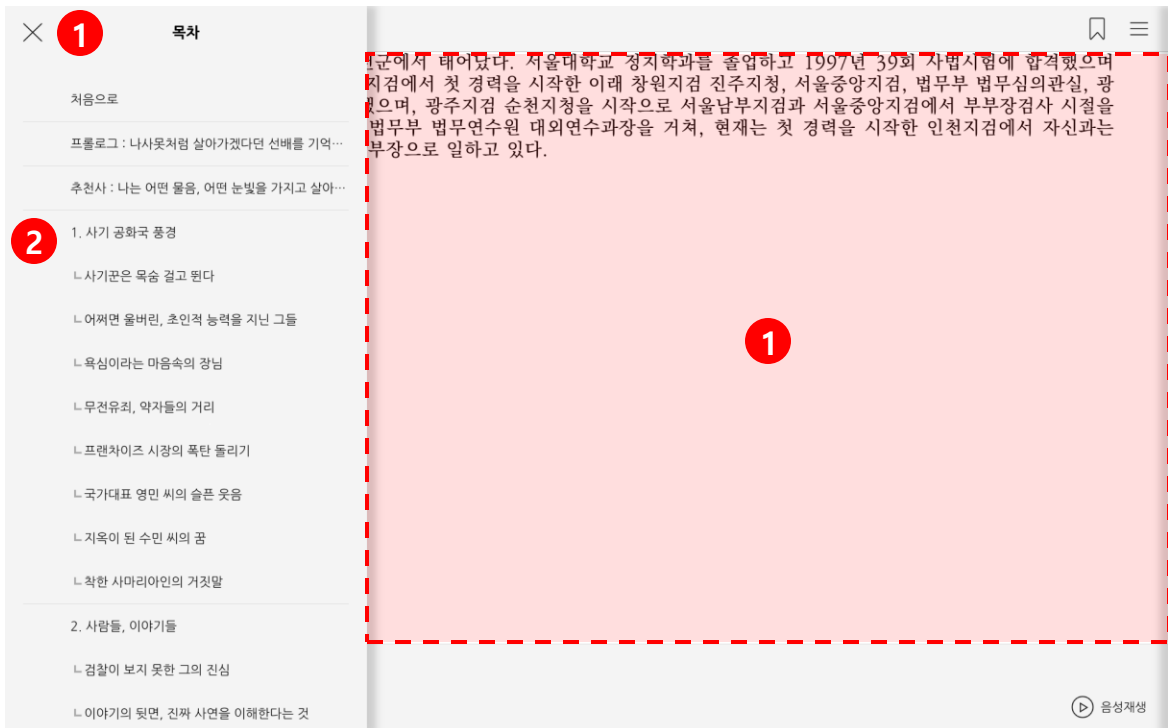 1
목차
처음으로
프롤로그 : 나사못처럼 살아가겠다던 선배를 기억…
추천사 : 나는 어떤 물음, 어떤 눈빛을 가지고 살아…
2
1. 사기 공화국 풍경
ㄴ사기꾼은 목숨 걸고 뛴다
ㄴ어쩌면 울버린, 초인적 능력을 지닌 그들
ㄴ욕심이라는 마음속의 장님
ㄴ무전유죄, 약자들의 거리
ㄴ프랜차이즈 시장의 폭탄 돌리기
ㄴ국가대표 영민 씨의 슬픈 웃음
ㄴ지옥이 된 수민 씨의 꿈
ㄴ착한 사마리아인의 거짓말
2. 사람들, 이야기들
ㄴ검찰이 보지 못한 그의 진심
ㄴ이야기의 뒷면, 진짜 사연을 이해한다는 것
태어났다. 서울대학교 정치학과를 졸업하고 1997년 39회 사법시험에 합격했으며
지검에서 첫 경력을 시작한 이래 창원지검 진주지청, 서울중앙지검, 법무부 법무심의관실, 광
으며, 광주지검 순천지청을 시작으로 서울남부지검과 서울중앙지검에서 부부장검사 시절을
법무부 법무연수원 대외연수과장을 거쳐, 현재는 첫 경력을 시작한 인천지검에서 자신과는
부장으로 일하고 있다.
1
음성재생